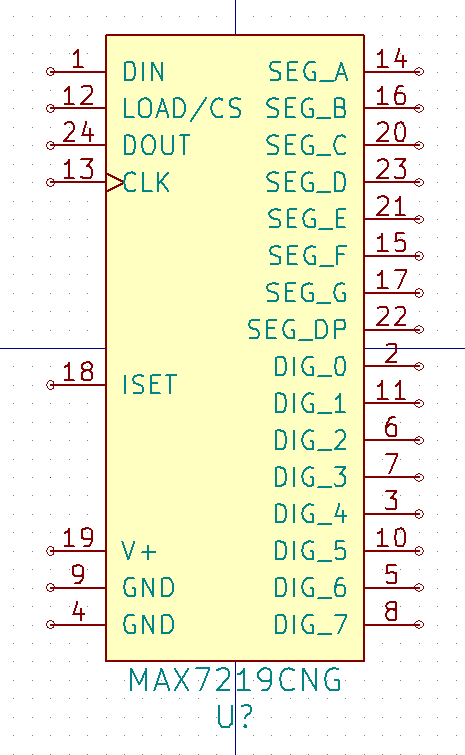 1 DIN SEG_A 14
12 LOAD/CS SEG_B 16
24 DOUT SEG_C 20
13 CLK SEG_D 23
SEG_E 21
SEG_F 15
SEG_G 17
SEG_DP 22
DIG_0 2
18 ISET
DIG_1 11
DIG_2 6
DIG_3 7
DIG_4 3
19 V+ DIG_5 10
9 GND DIG_6 5
4 GND DIG_7 8
MAX7219CNG
U?